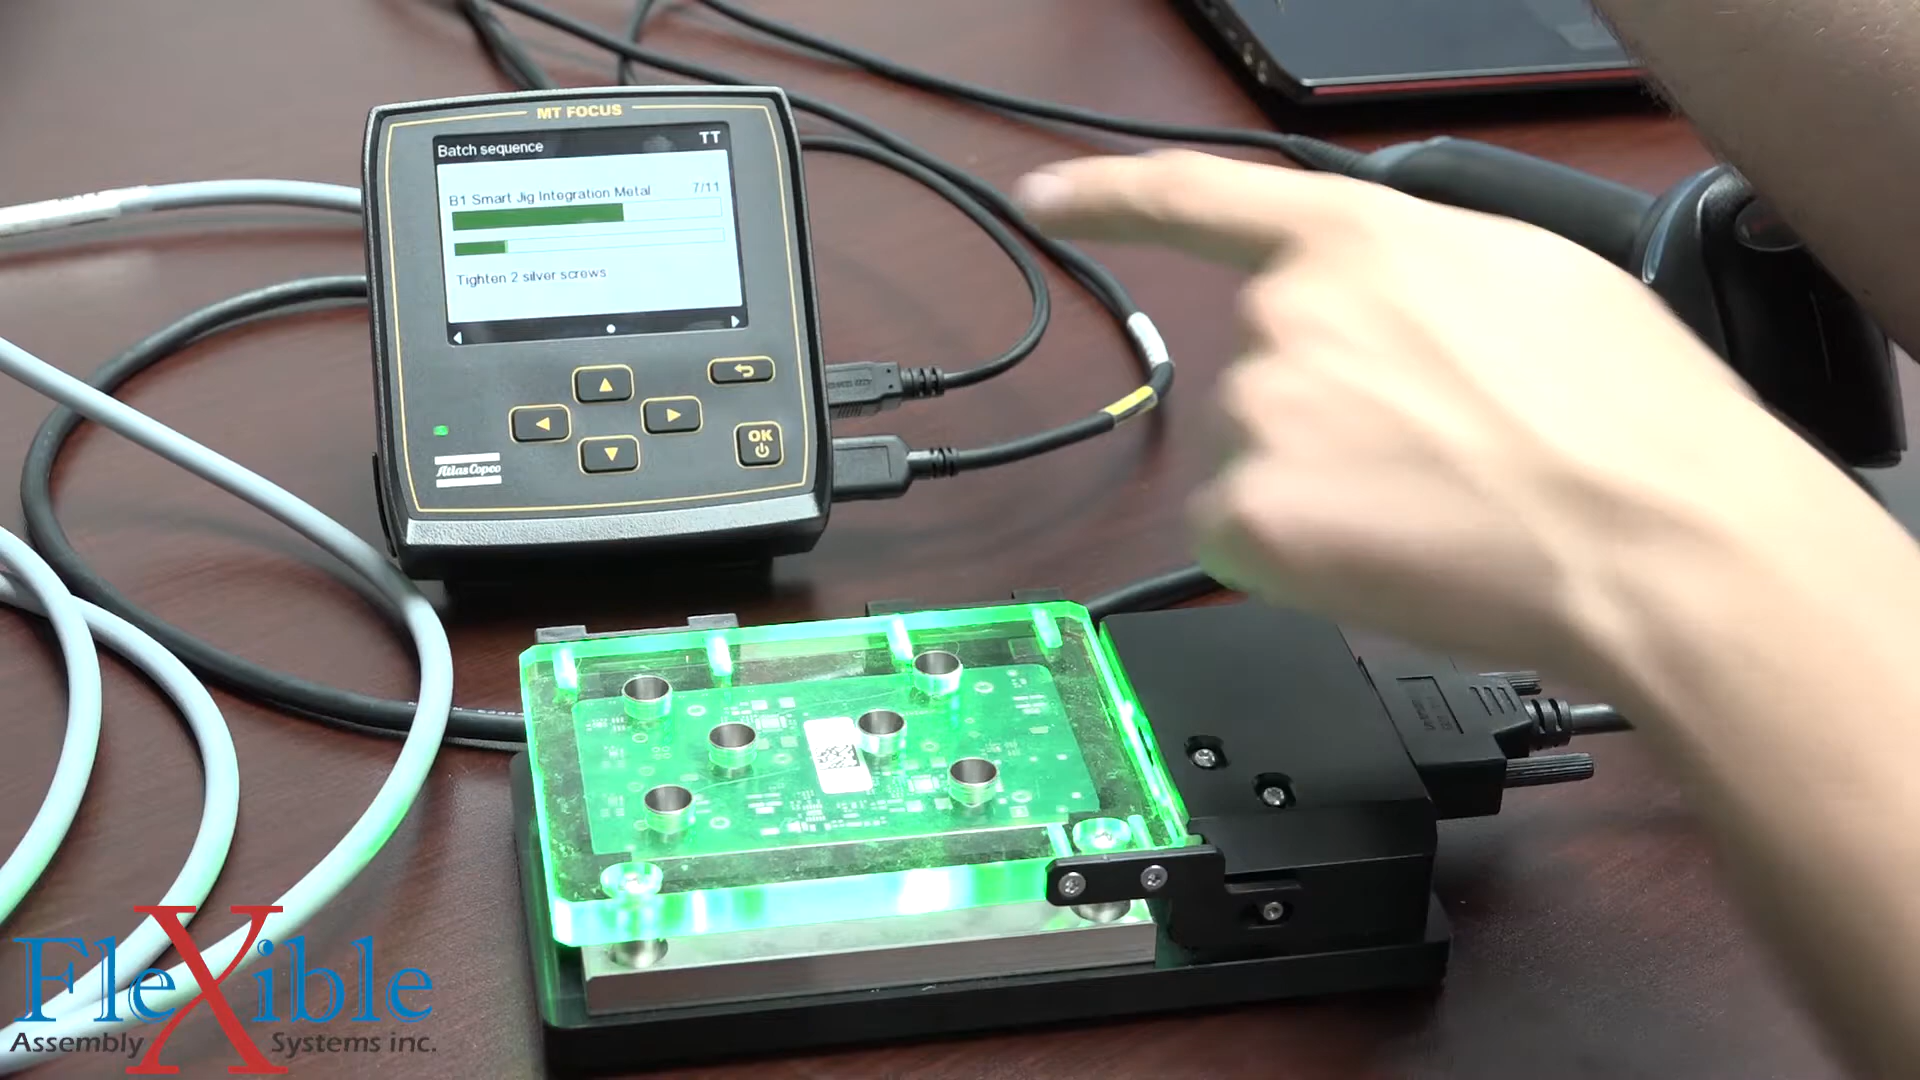 MT FOCUS
Batch sequence
TT
B1 Smart Jig Integration Metal 7/11
Tighten 2 silver screws
OK
Atlas Copco
FleXible
Assembly Systems inc.